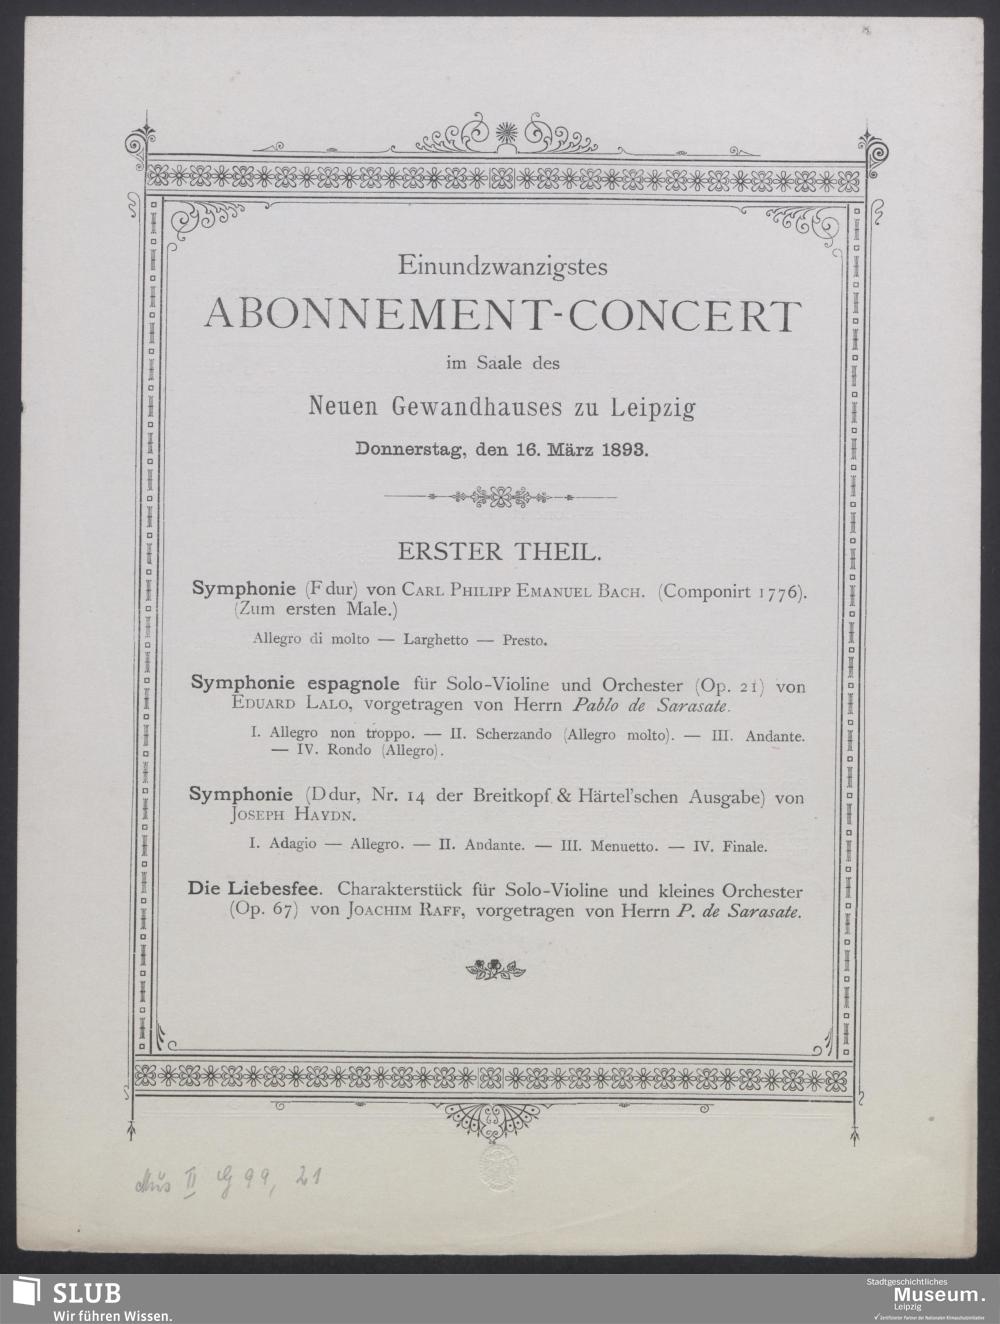 Einundzwanzigstes
ABONNEMENT-CONCERT
im Saale des
Neuen Gewandhauses zu Leipzig
Donnerstag, den 16. März 1893.
ERSTER THEIL.
Symphonie (F dur) von CARL PHILIPP EMANUEL BACH. (Componirt 1776).
(Zum ersten Male.)
Allegro di molto — Larghetto — Presto.
Symphonie espagnole für Solo-Violine und Orchester (Op. 21) von
EDUARD LALO, vorgetragen von Herrn Pablo de Sarasate.
I. Allegro non troppo. — II. Scherzando (Allegro molto). — III. Andante.
— IV. Rondo (Allegro).
Symphonie (D dur, Nr. 14 der Breitkopf & Härtel'schen Ausgabe) von
JOSEPH HAYDN.
I. Adagio — Allegro. — II. Andante. — III. Menuetto. — IV. Finale.
Die Liebesfee. Charakterstück für Solo-Violine und kleines Orchester
(Op. 67) von JOACHIM RAFF, vorgetragen von Herrn P. de Sarasate.
Mus II G 99, 21
SLUB
Wir führen Wissen.
Stadtgeschichtliches
Museum.
Leipzig
Zertifizierter Partner der Nationalen Klimaschutzinitiative